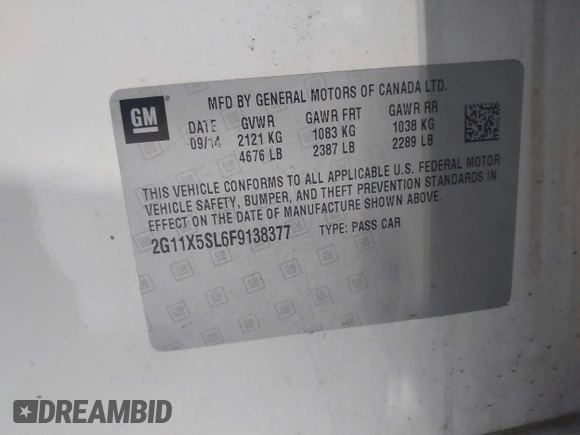 GM
MFD BY GENERAL MOTORS OF CANADA LTD.
DATE GVWR GAWR FRT GAWR RR
09/14 2121 KG 1083 KG 1038 KG
4676 LB 2387 LB 2289 LB
THIS VEHICLE CONFORMS TO ALL APPLICABLE U.S. FEDERAL MOTOR
VEHICLE SAFETY, BUMPER, AND THEFT PREVENTION STANDARDS IN
EFFECT ON THE DATE OF MANUFACTURE SHOWN ABOVE.
2G11X5SL6F9138377 TYPE: PASS CAR
DREAMBID